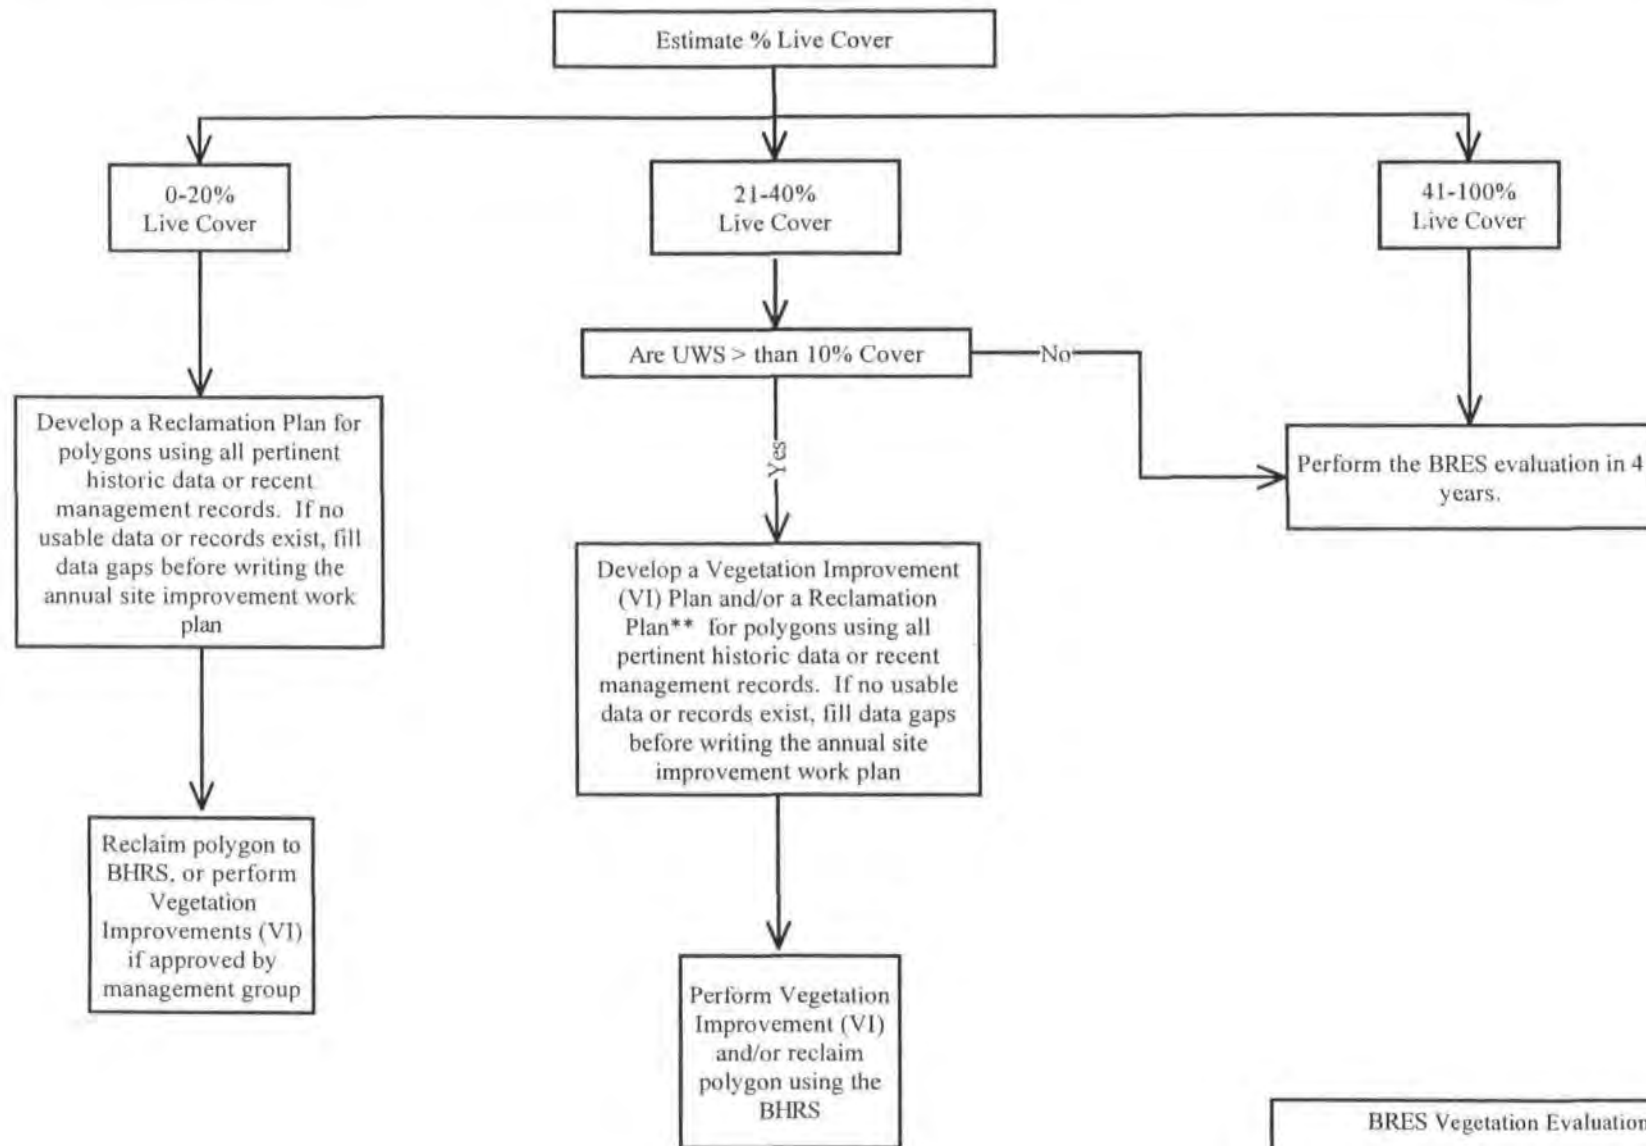 Estimate % Live Cover
0-20%
Live Cover
21-40%
Live Cover
41-100%
Live Cover
Are UWS > than 10% Cover
No
Yes
Develop a Reclamation Plan for
polygons using all pertinent
historic data or recent
management records. If no
usable data or records exist, fill
data gaps before writing the
annual site improvement work
plan
Perform the BRES evaluation in 4
years.
Develop a Vegetation Improvement
(VI) Plan and/or a Reclamation
Plan** for polygons using all
pertinent historic data or recent
management records. If no usable
data or records exist, fill data gaps
before writing the annual site
improvement work plan
Reclaim polygon to
BHRS, or perform
Vegetation
Improvements (VI)
if approved by
management group
Perform Vegetation
Improvement (VI)
and/or reclaim
polygon using the
BHRS
BRES Vegetation Evaluation